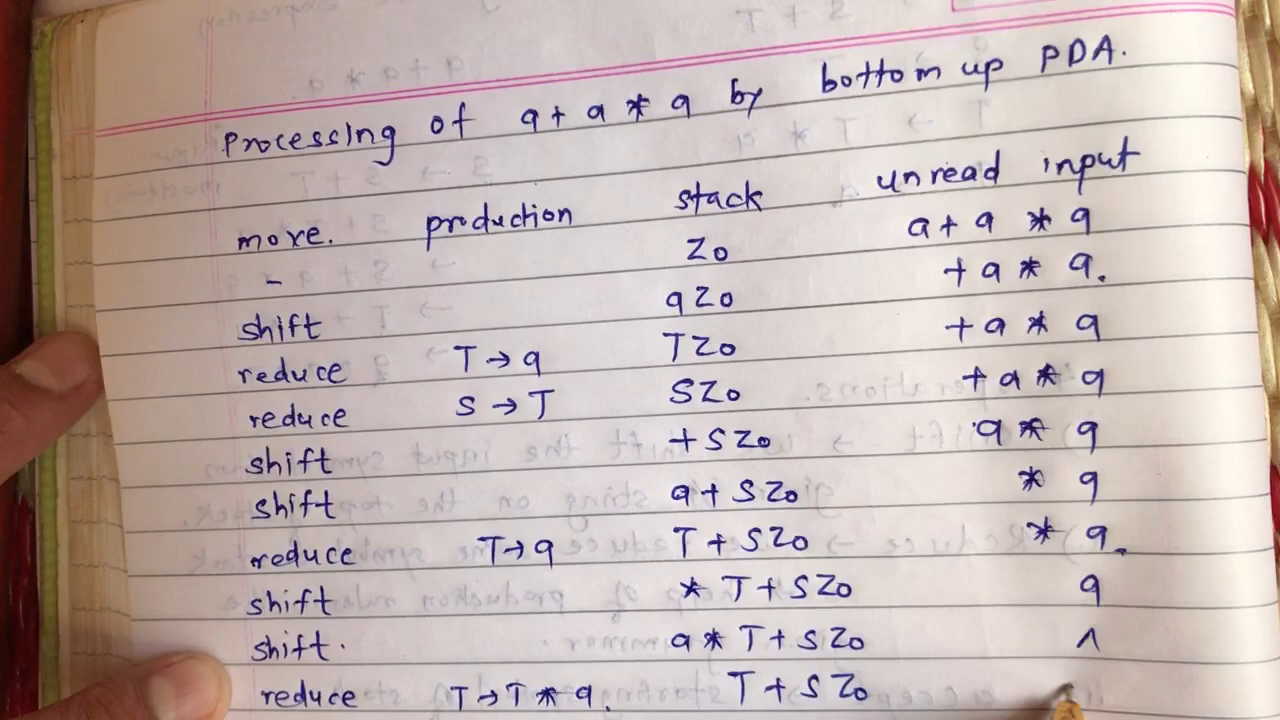 Processing of a + a * a by bottom up PDA.
move. production stack unread input
- Z0 a + a * a
shift aZ0 + a * a.
reduce T → a TZ0 + a * a
reduce S → T SZ0 + a * a
shift + SZ0 a * a
shift a + SZ0 * a
reduce T → a T + SZ0 * a.
shift * T + SZ0 a
shift. a * T + SZ0 ʌ
reduce T → T * a. T + SZ0